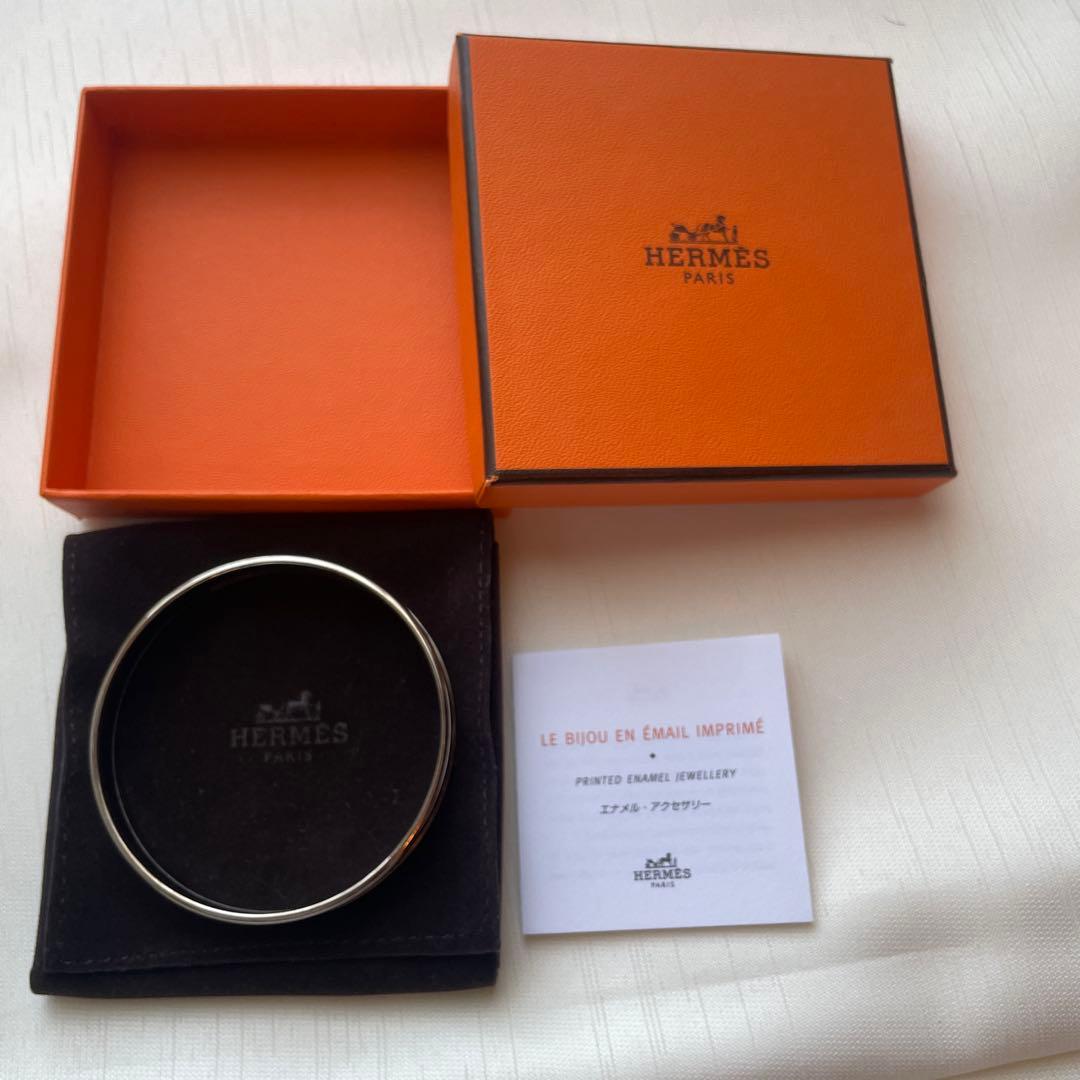 HERMÈS
PARIS
HERMÈS
PARIS
LE BIJOU EN ÉMAIL IMPRIMÉ
PRINTED ENAMEL JEWELLERY
エナメル・アクセサリー
HERMÈS
PARIS